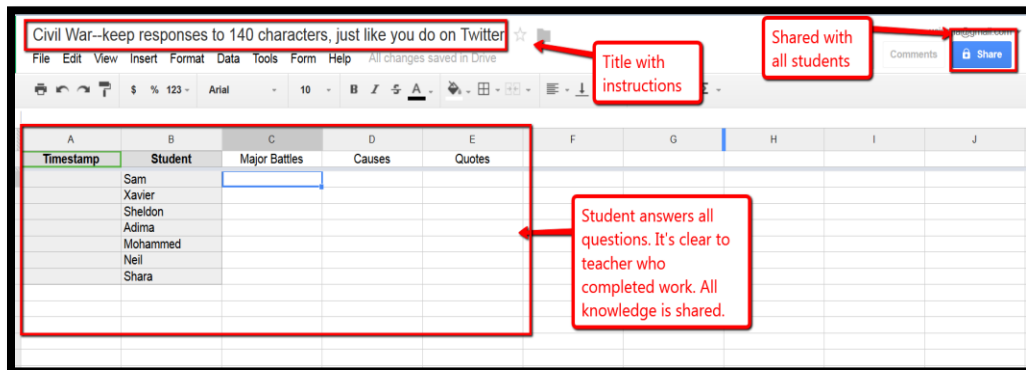 Civil War--keep responses to 140 characters, just like you do on Twitter
@gmail.com
File Edit View Insert Format Data Tools Form Help All changes saved in Drive
Comments
Share
$ % 123 Arial 10 B I S A Σ
A B C D E F G H I J
Timestamp Student Major Battles Causes Quotes
Sam
Xavier
Sheldon
Adima
Mohammed
Neil
Shara
Title with
instructions
Shared with
all students
Student answers all
questions. It's clear to
teacher who
completed work. All
knowledge is shared.